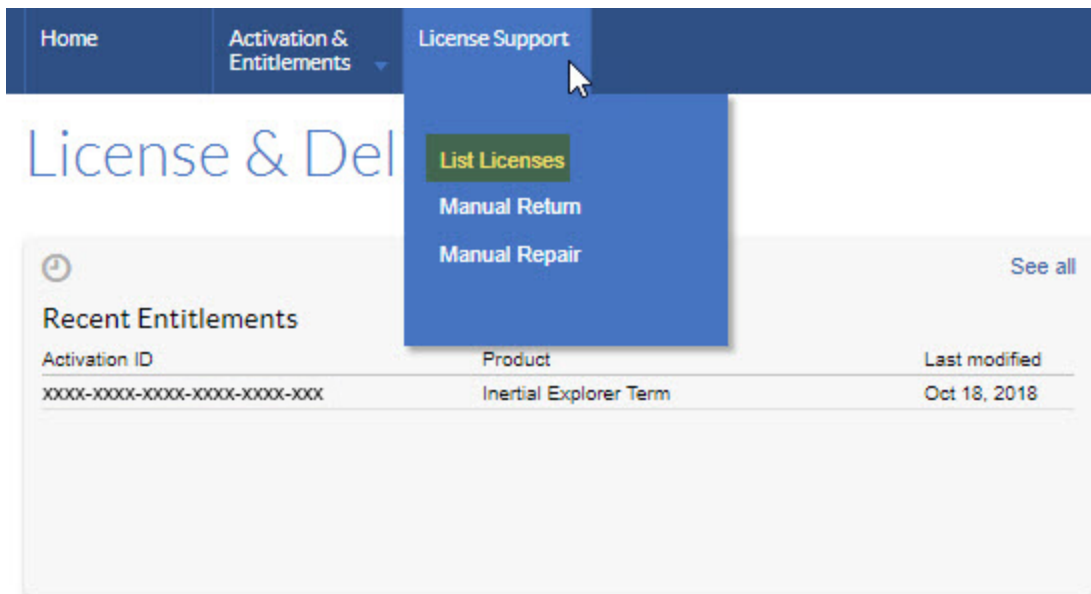 Home
Activation &
Entitlements
License Support
License & Del
List Licenses
Manual Return
Manual Repair
See all
Recent Entitlements
Activation ID
Product
Last modified
XXXX-XXXX-XXXX-XXXX-XXXX-XXX
Inertial Explorer Term
Oct 18, 2018